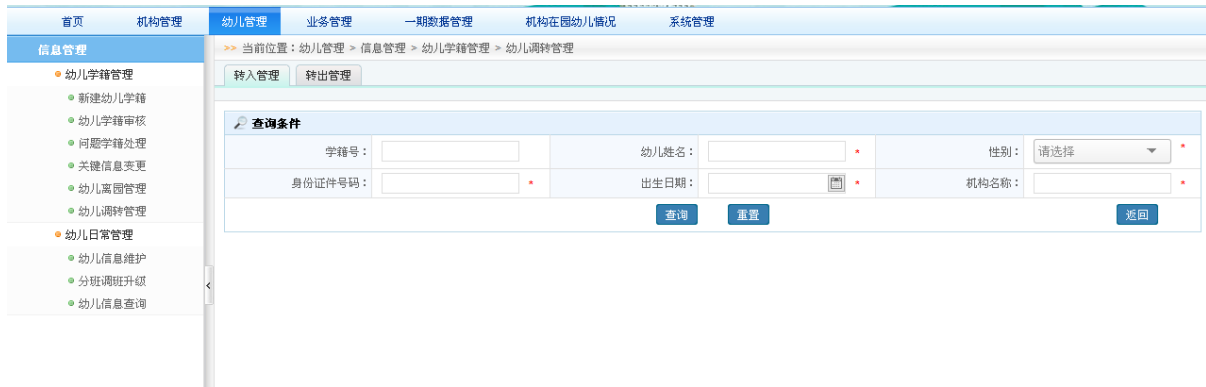 首页 机构管理 幼儿管理 业务管理 一期数据管理 机构在园幼儿情况 系统管理
信息管理
>> 当前位置：幼儿管理 > 信息管理 > 幼儿学籍管理 > 幼儿调转管理
幼儿学籍管理
转入管理 转出管理
新建幼儿学籍
幼儿学籍审核
查询条件
问题学籍处理
学籍号： 幼儿姓名： * 性别： 请选择 *
关键信息变更
身份证件号码： * 出生日期： * 机构名称： *
幼儿离园管理
幼儿调转管理
查询 重置 返回
幼儿日常管理
幼儿信息维护
分班调班升级
幼儿信息查询